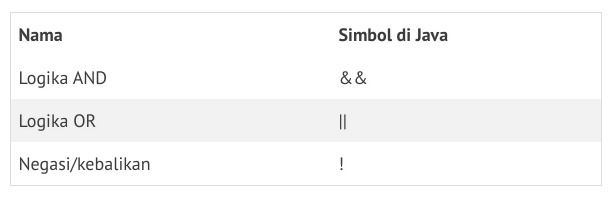 Nama Simbol di Java
Logika AND &&
Logika OR ||
Negasi/kebalikan !